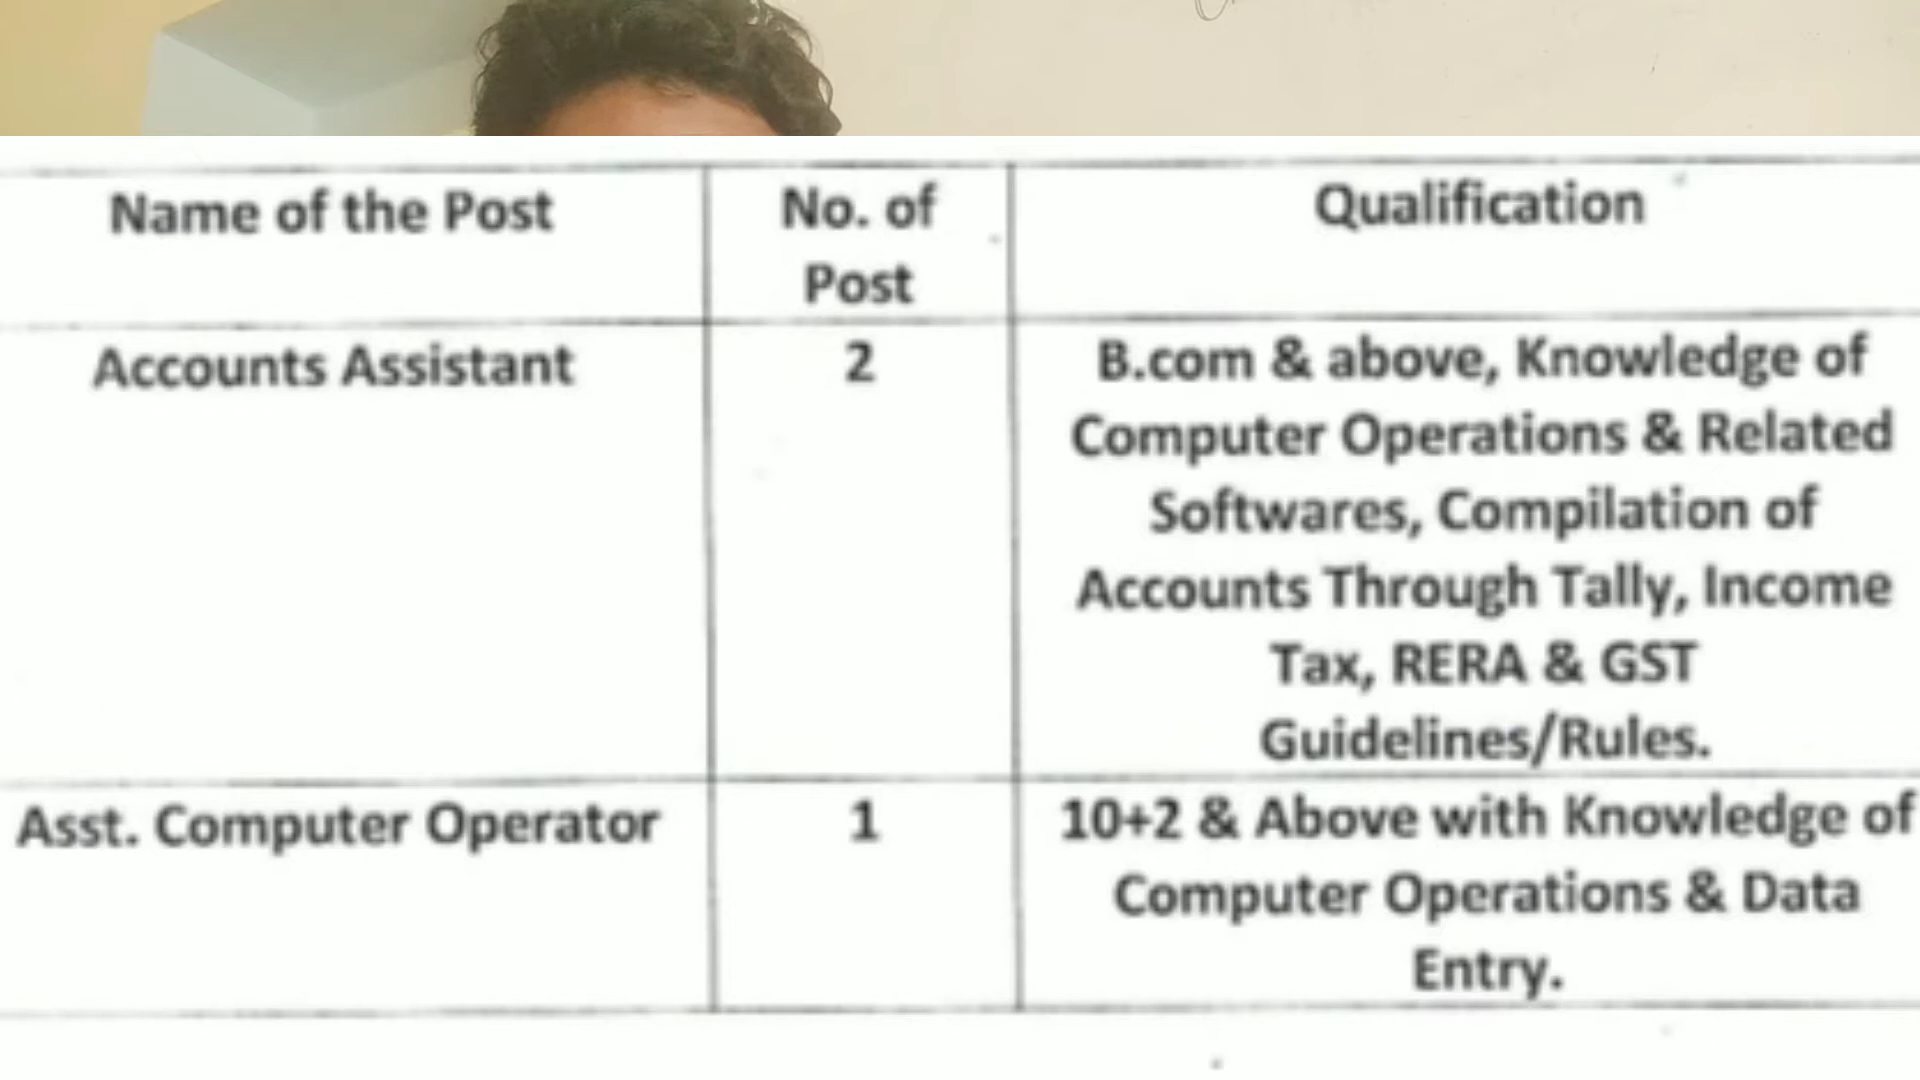 Name of the Post
No. of
Post
Qualification
Accounts Assistant
2
B.com & above, Knowledge of
Computer Operations & Related
Softwares, Compilation of
Accounts Through Tally, Income
Tax, RERA & GST
Guidelines/Rules.
Asst. Computer Operator
1
10+2 & Above with Knowledge of
Computer Operations & Data
Entry.